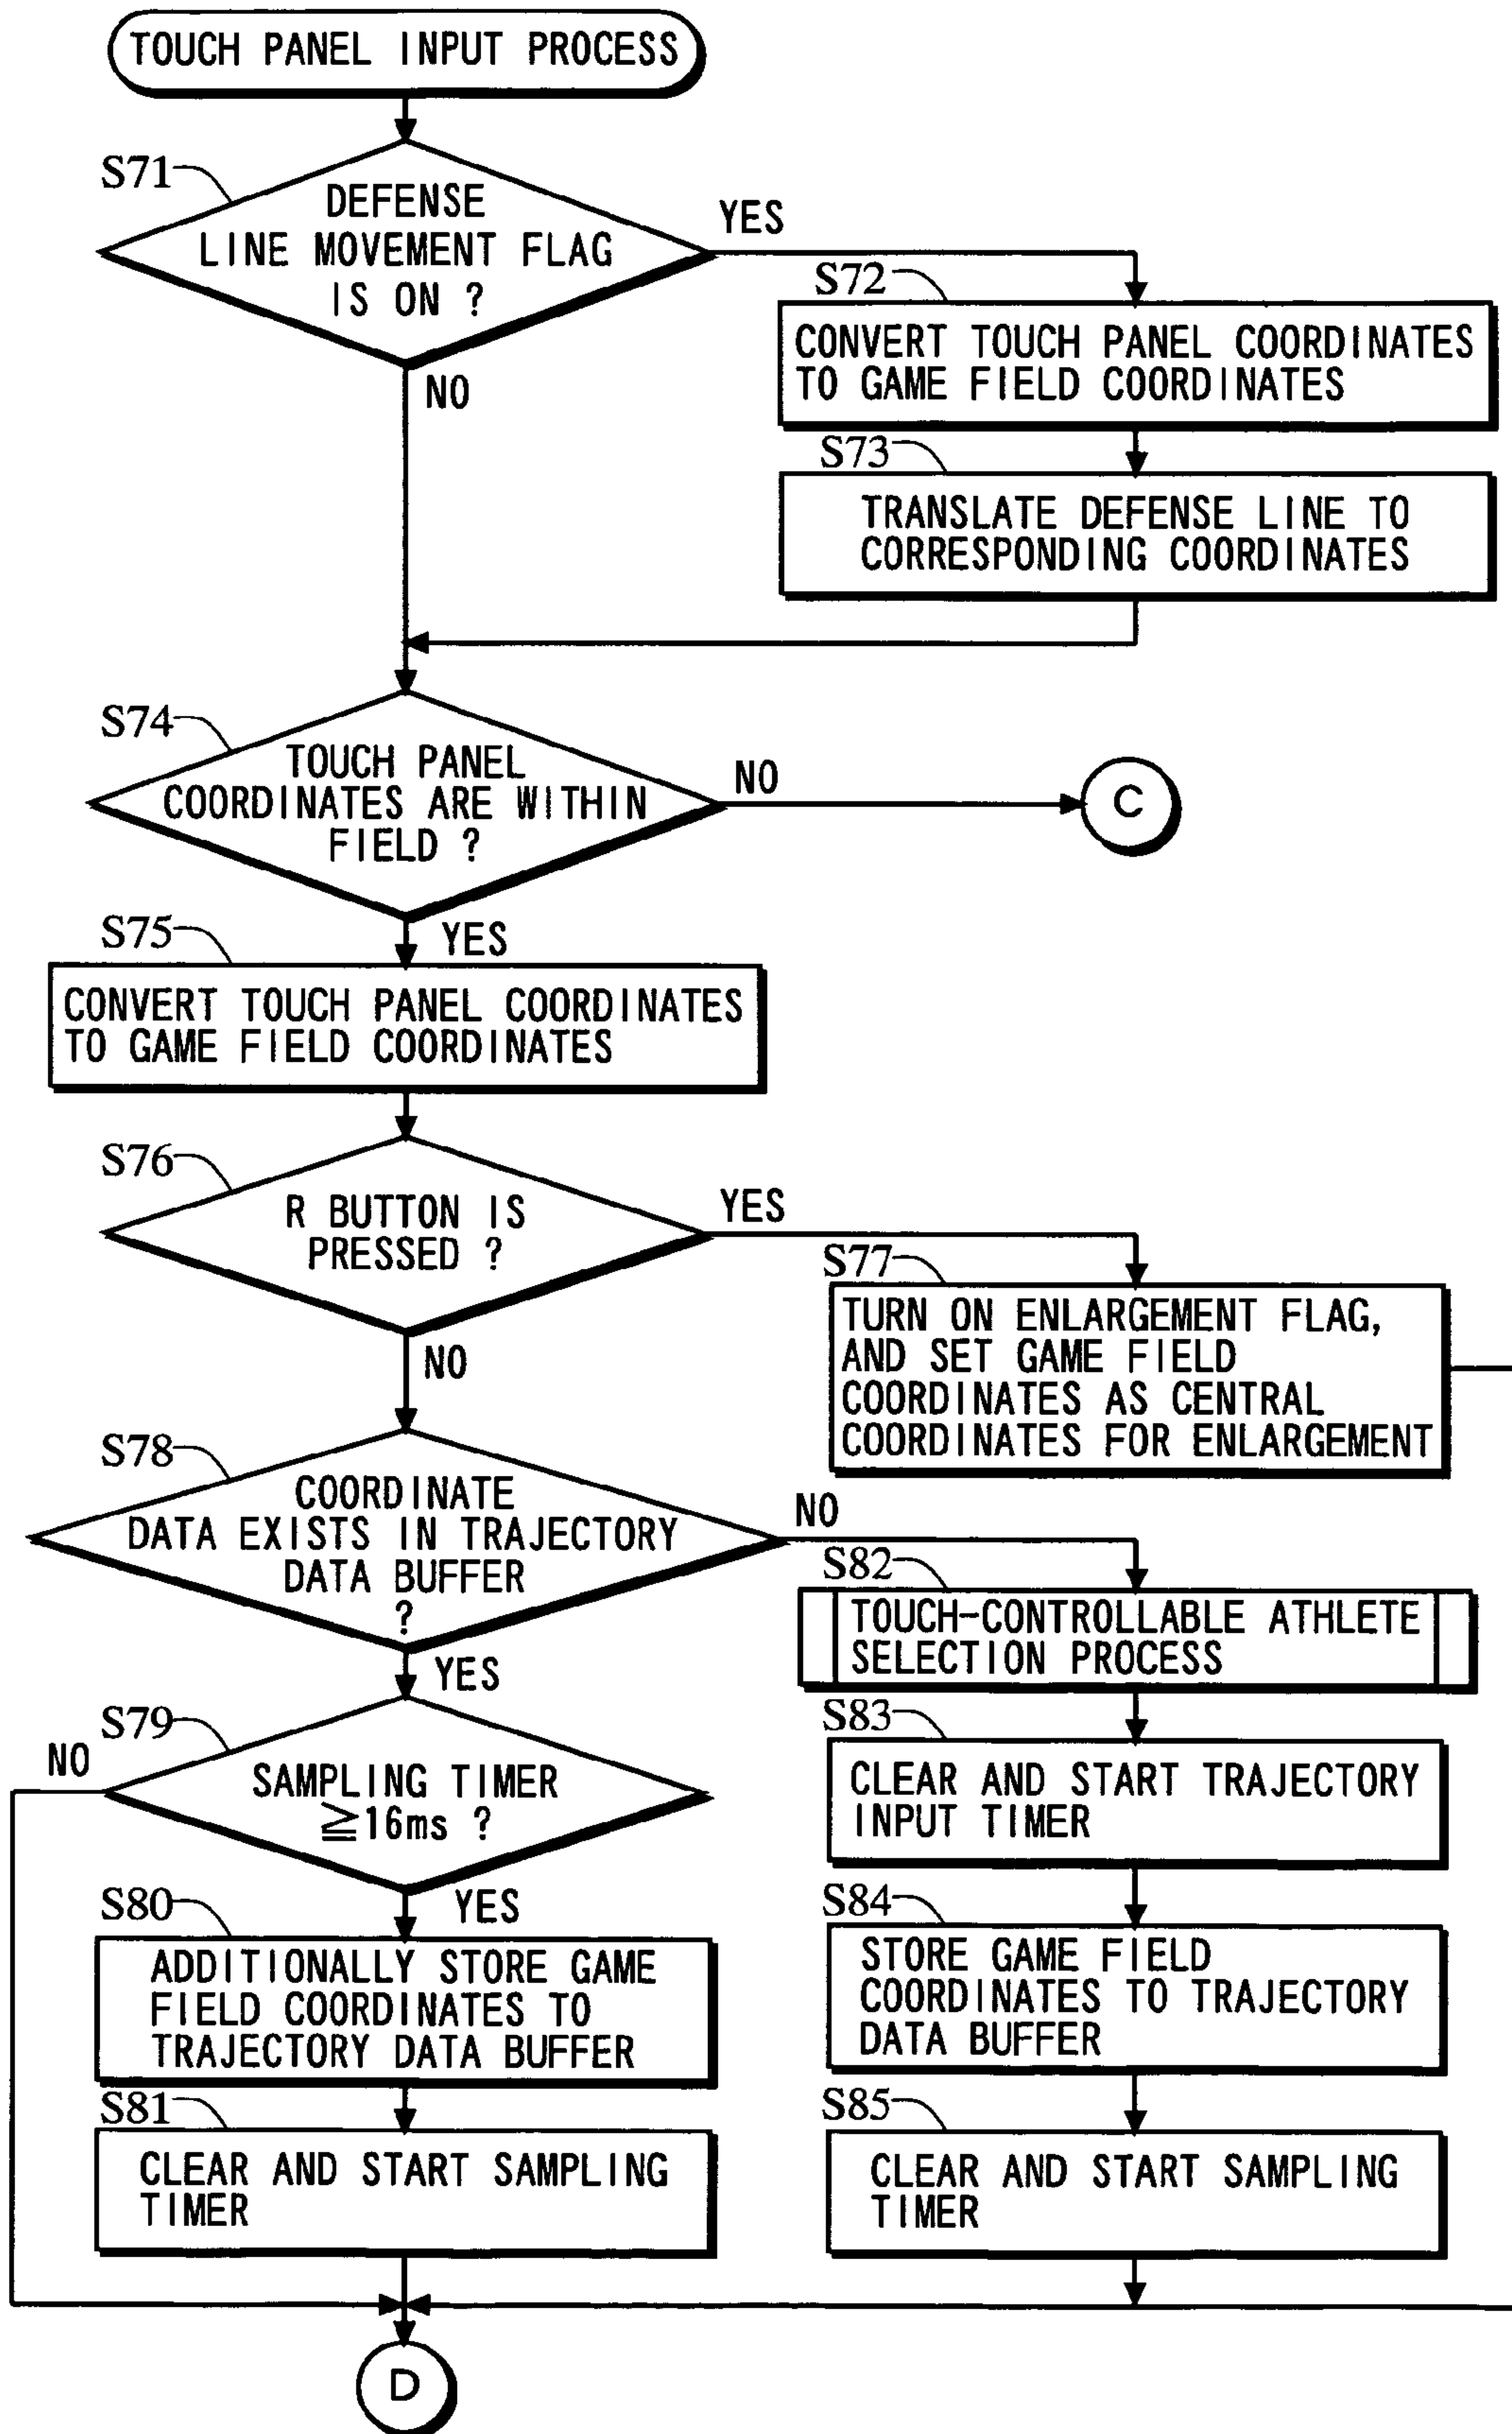 TOUCH PANEL INPUT PROCESS
S71
DEFENSE
LINE MOVEMENT FLAG
IS ON ?
YES
NO
S72
CONVERT TOUCH PANEL COORDINATES
TO GAME FIELD COORDINATES
S73
TRANSLATE DEFENSE LINE TO
CORRESPONDING COORDINATES
S74
TOUCH PANEL
COORDINATES ARE WITHIN
FIELD ?
NO
C
YES
S75
CONVERT TOUCH PANEL COORDINATES
TO GAME FIELD COORDINATES
S76
R BUTTON IS
PRESSED ?
YES
NO
S77
TURN ON ENLARGEMENT FLAG,
AND SET GAME FIELD
COORDINATES AS CENTRAL
COORDINATES FOR ENLARGEMENT
S78
COORDINATE
DATA EXISTS IN TRAJECTORY
DATA BUFFER
?
NO
YES
S79
NO
SAMPLING TIMER
≧16ms ?
YES
S80
ADDITIONALLY STORE GAME
FIELD COORDINATES TO
TRAJECTORY DATA BUFFER
S81
CLEAR AND START SAMPLING
TIMER
S82
TOUCH-CONTROLLABLE ATHLETE
SELECTION PROCESS
S83
CLEAR AND START TRAJECTORY
INPUT TIMER
S84
STORE GAME FIELD
COORDINATES TO TRAJECTORY
DATA BUFFER
S85
CLEAR AND START SAMPLING
TIMER
D